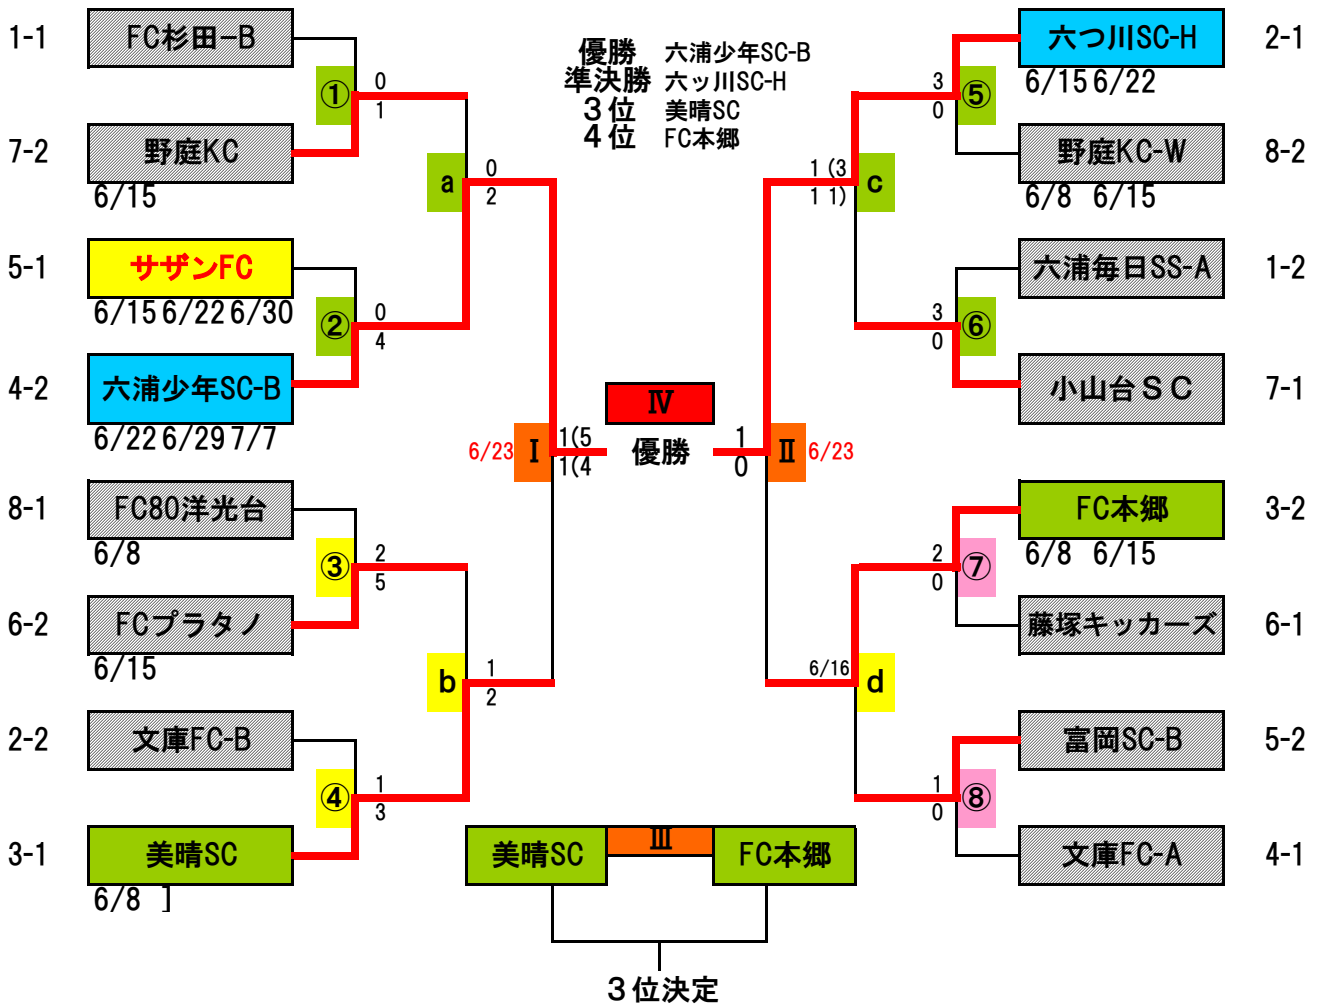 優勝 六浦少年SC-B
準決勝 六ッ川SC-H
3位 美晴SC
4位 FC本郷
1-1 FC杉田-B
① 0
1
7-2 野庭KC
6/15
a 0
2
5-1 サザンFC
6/15 6/22 6/30
② 0
4
4-2 六浦少年SC-B
6/22 6/29 7/7
6/23 Ⅰ 1(5
1(4
8-1 FC80洋光台
6/8
③ 2
5
6-2 FCプラタノ
6/15
b 1
2
2-2 文庫FC-B
④ 1
3
3-1 美晴SC
6/8 ]
Ⅳ
優勝
六つ川SC-H 2-1
6/15 6/22
3 ⑤
0
野庭KC-W 8-2
6/8 6/15
1 (3 c
1 1)
六浦毎日SS-A 1-2
3 ⑥
0
小山台SC 7-1
1 Ⅱ 6/23
0
FC本郷 3-2
6/8 6/15
2 ⑦
0
藤塚キッカーズ 6-1
6/16 d
富岡SC-B 5-2
1 ⑧
0
文庫FC-A 4-1
美晴SC Ⅲ FC本郷
3位決定